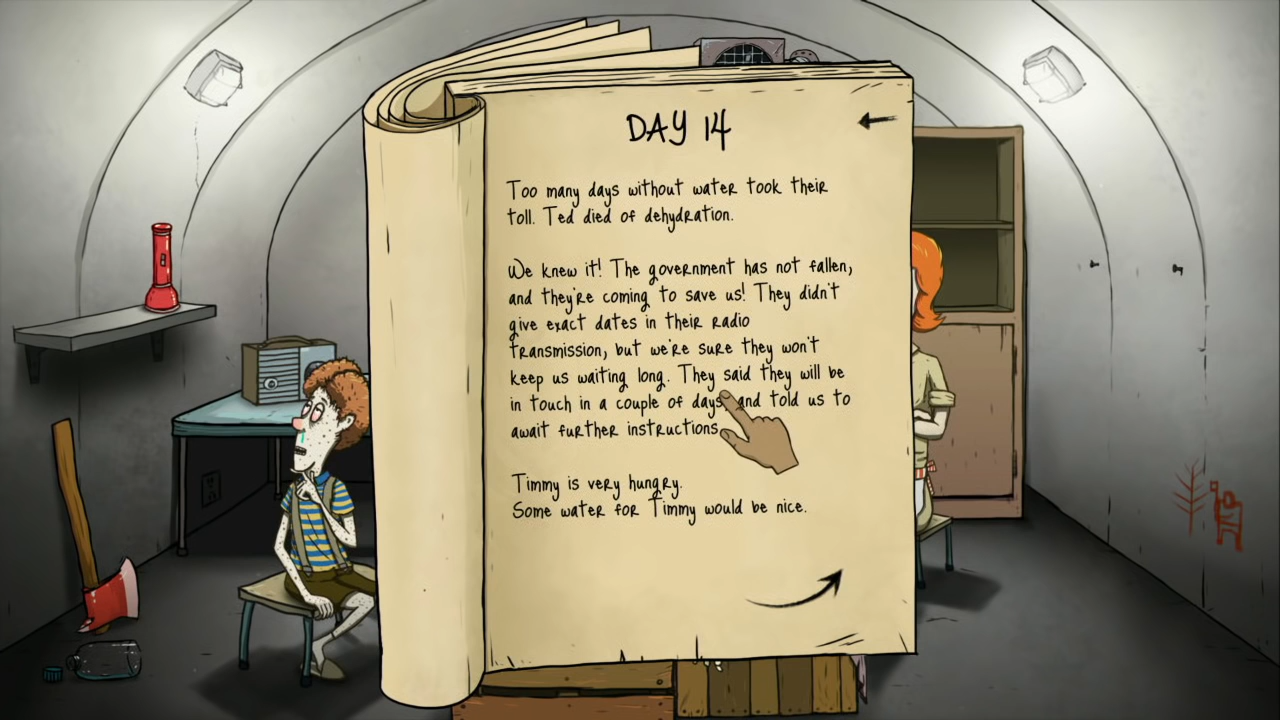 DAY 14
Too many days without water took their
toll. Ted died of dehydration.
We knew it! The government has not fallen,
and they're coming to save us! They didn't
give exact dates in their radio
transmission, but we're sure they won't
keep us waiting long. They said they will be
in touch in a couple of days and told us to
await further instructions.
Timmy is very hungry.
Some water for Timmy would be nice.